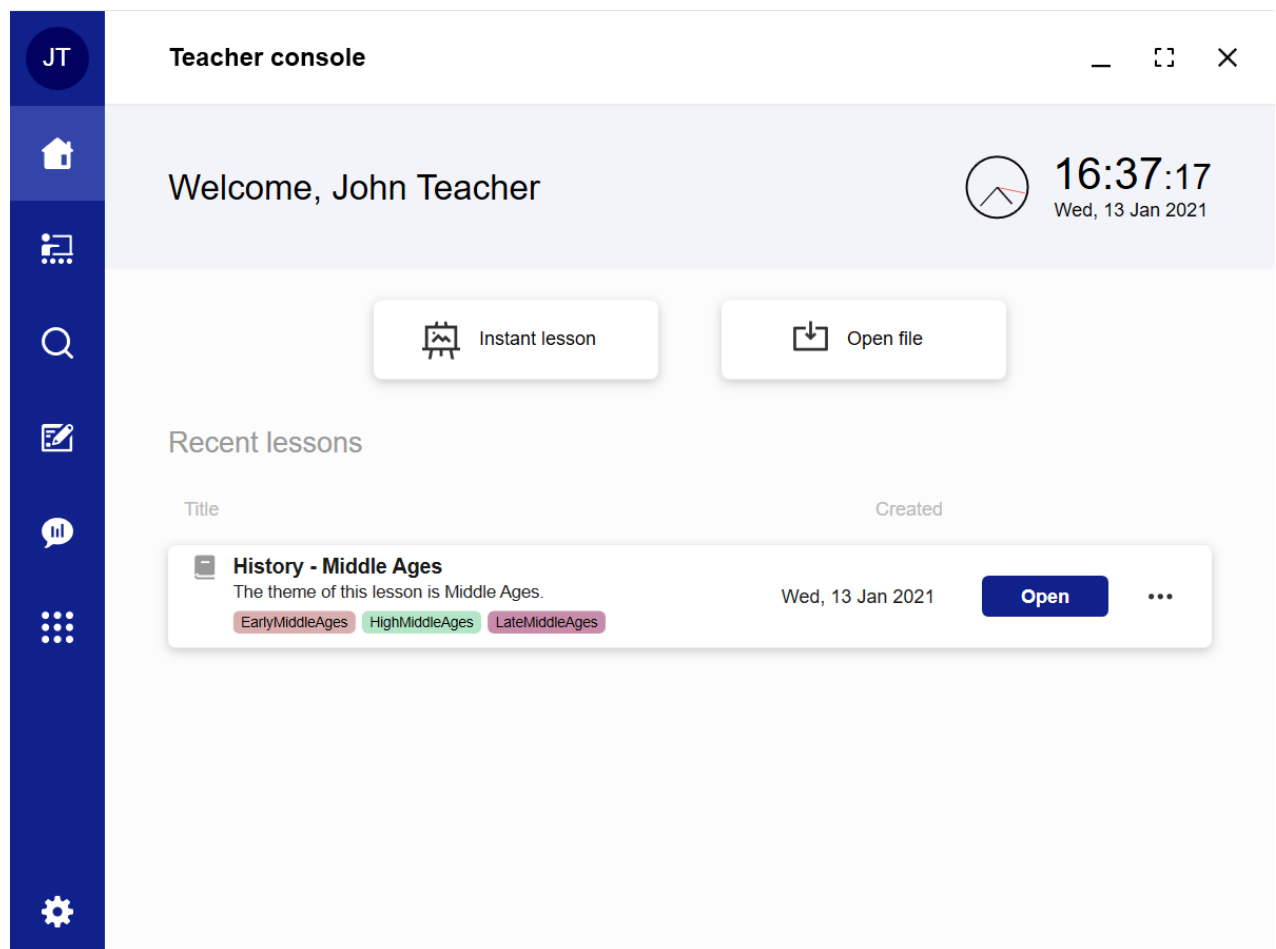 JT
Teacher console
Welcome, John Teacher
16:37:17
Wed, 13 Jan 2021
Instant lesson
Open file
Recent lessons
Title Created
History - Middle Ages
The theme of this lesson is Middle Ages.
EarlyMiddleAges HighMiddleAges LateMiddleAges
Wed, 13 Jan 2021
Open